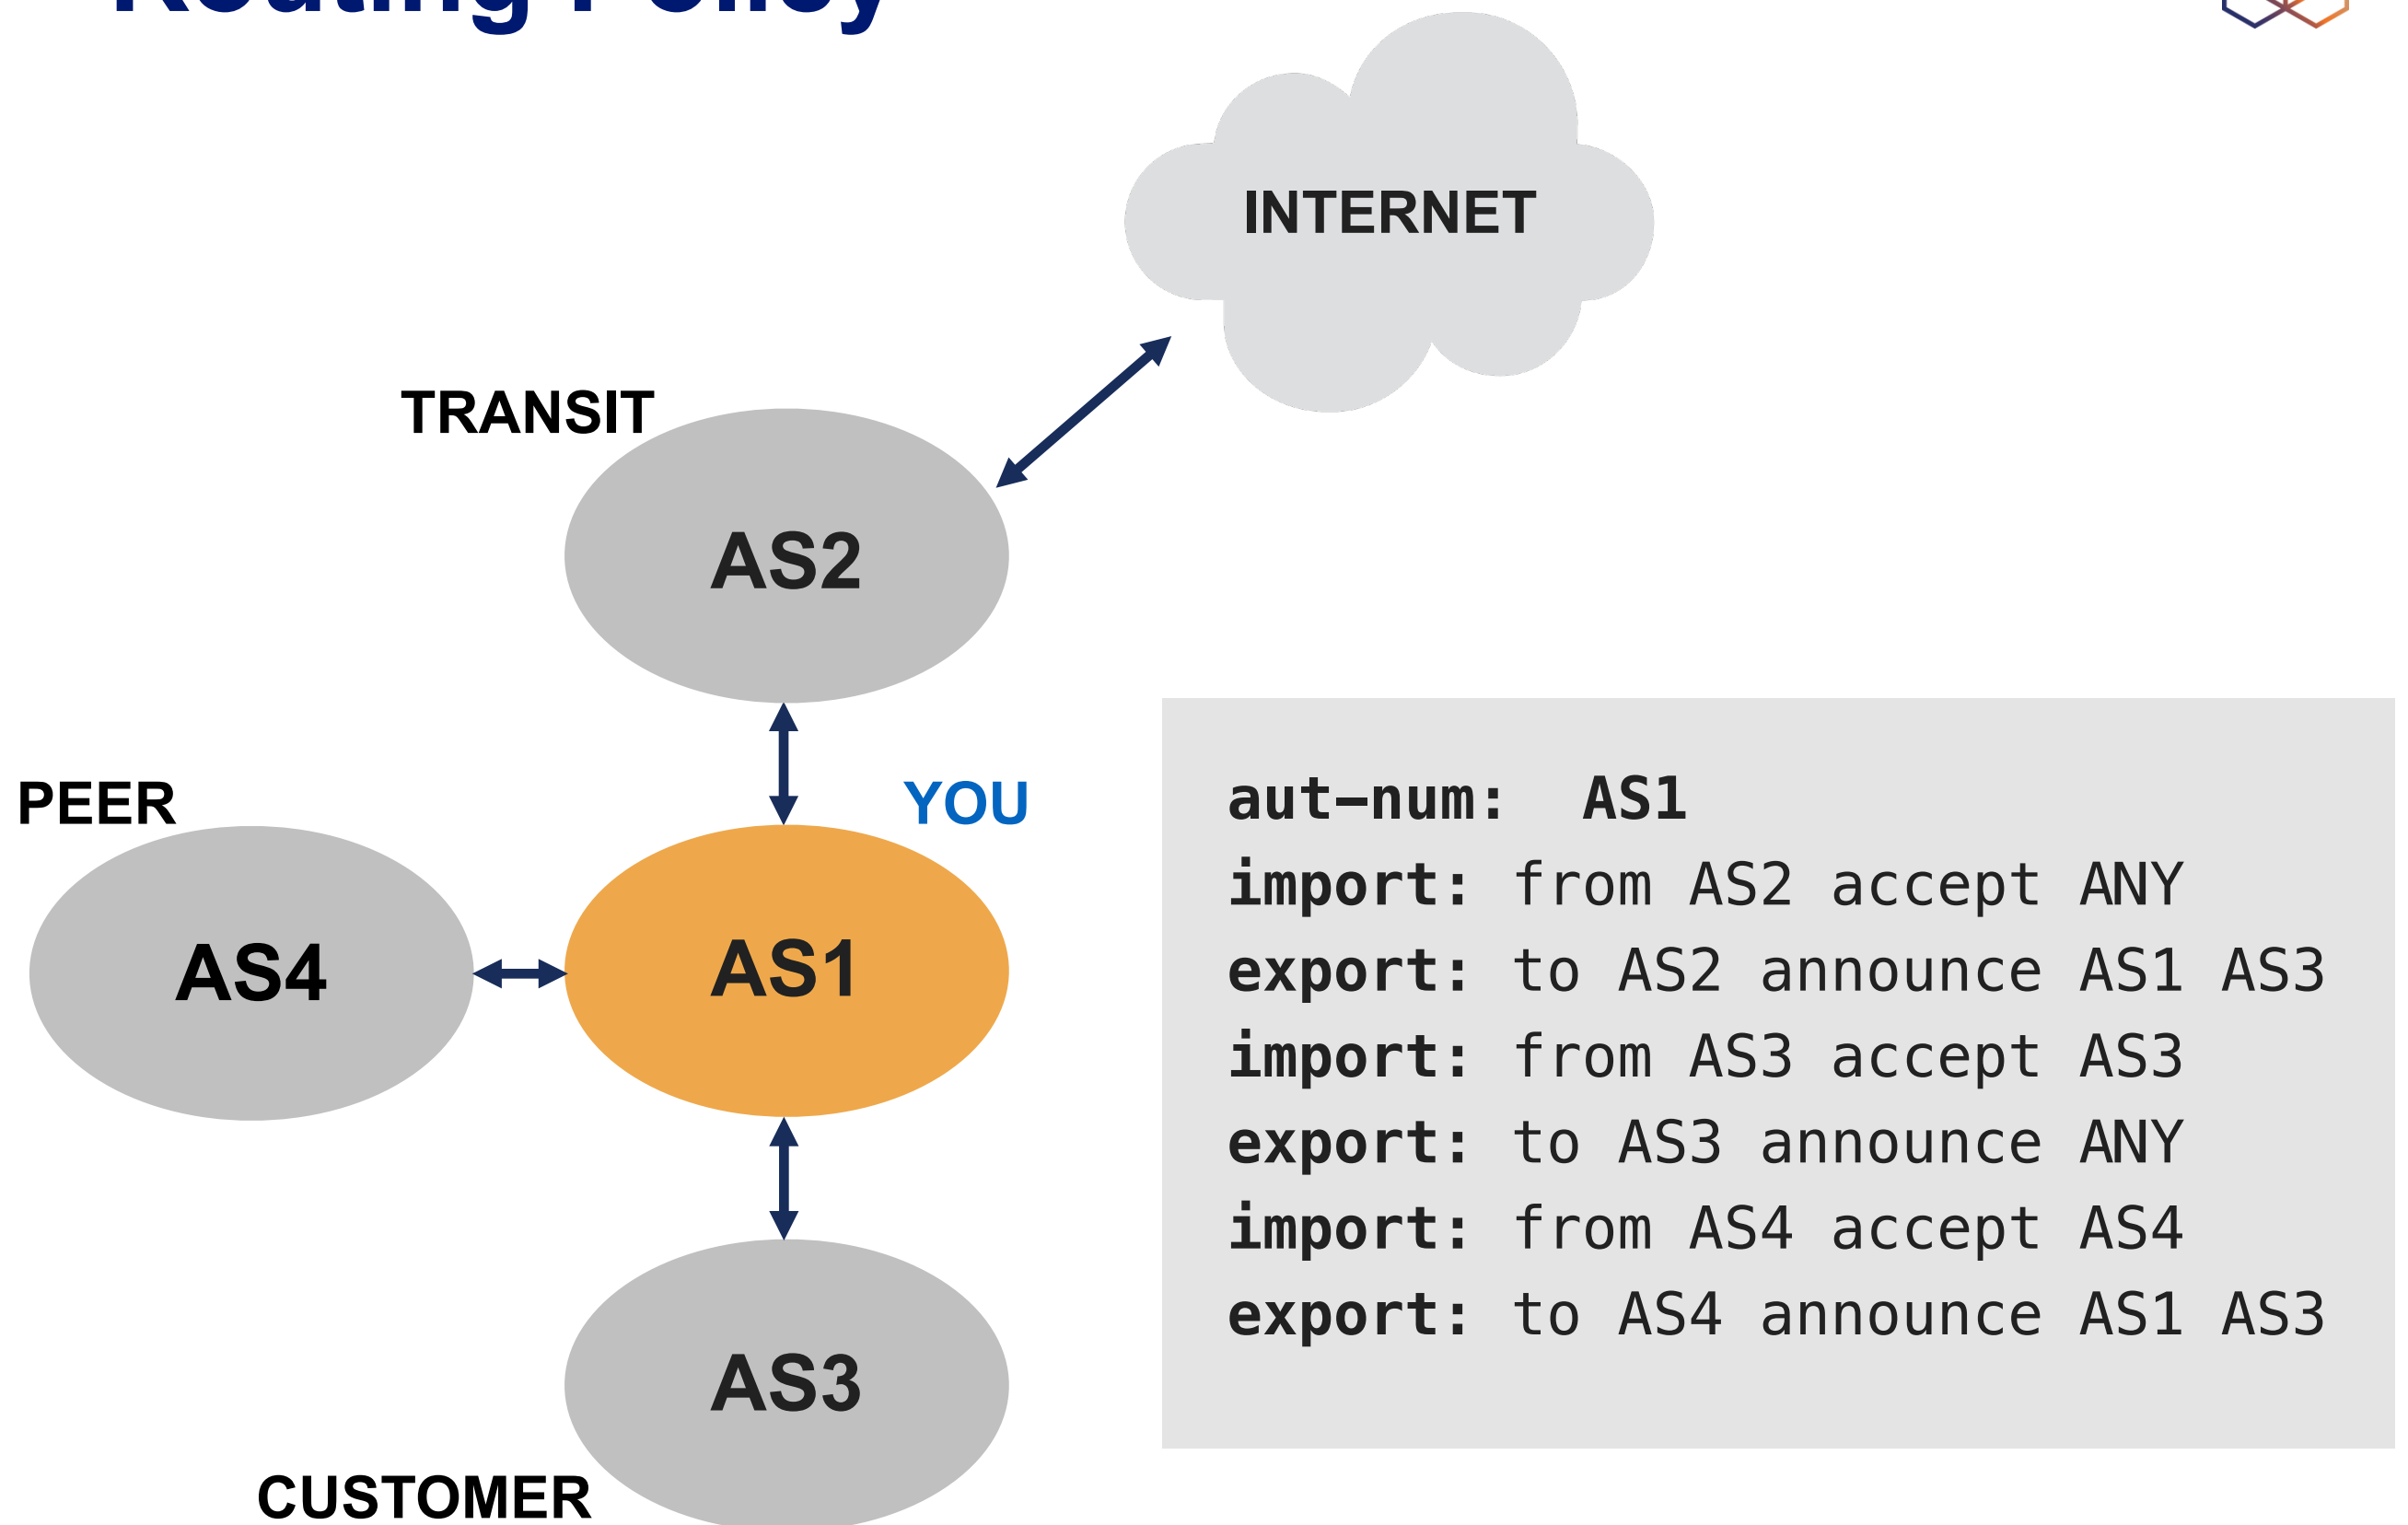 Routing Policy
INTERNET
TRANSIT
AS2
PEER
YOU
AS4
AS1
AS3
CUSTOMER
aut-num: AS1
import: from AS2 accept ANY
export: to AS2 announce AS1 AS3
import: from AS3 accept AS3
export: to AS3 announce ANY
import: from AS4 accept AS4
export: to AS4 announce AS1 AS3